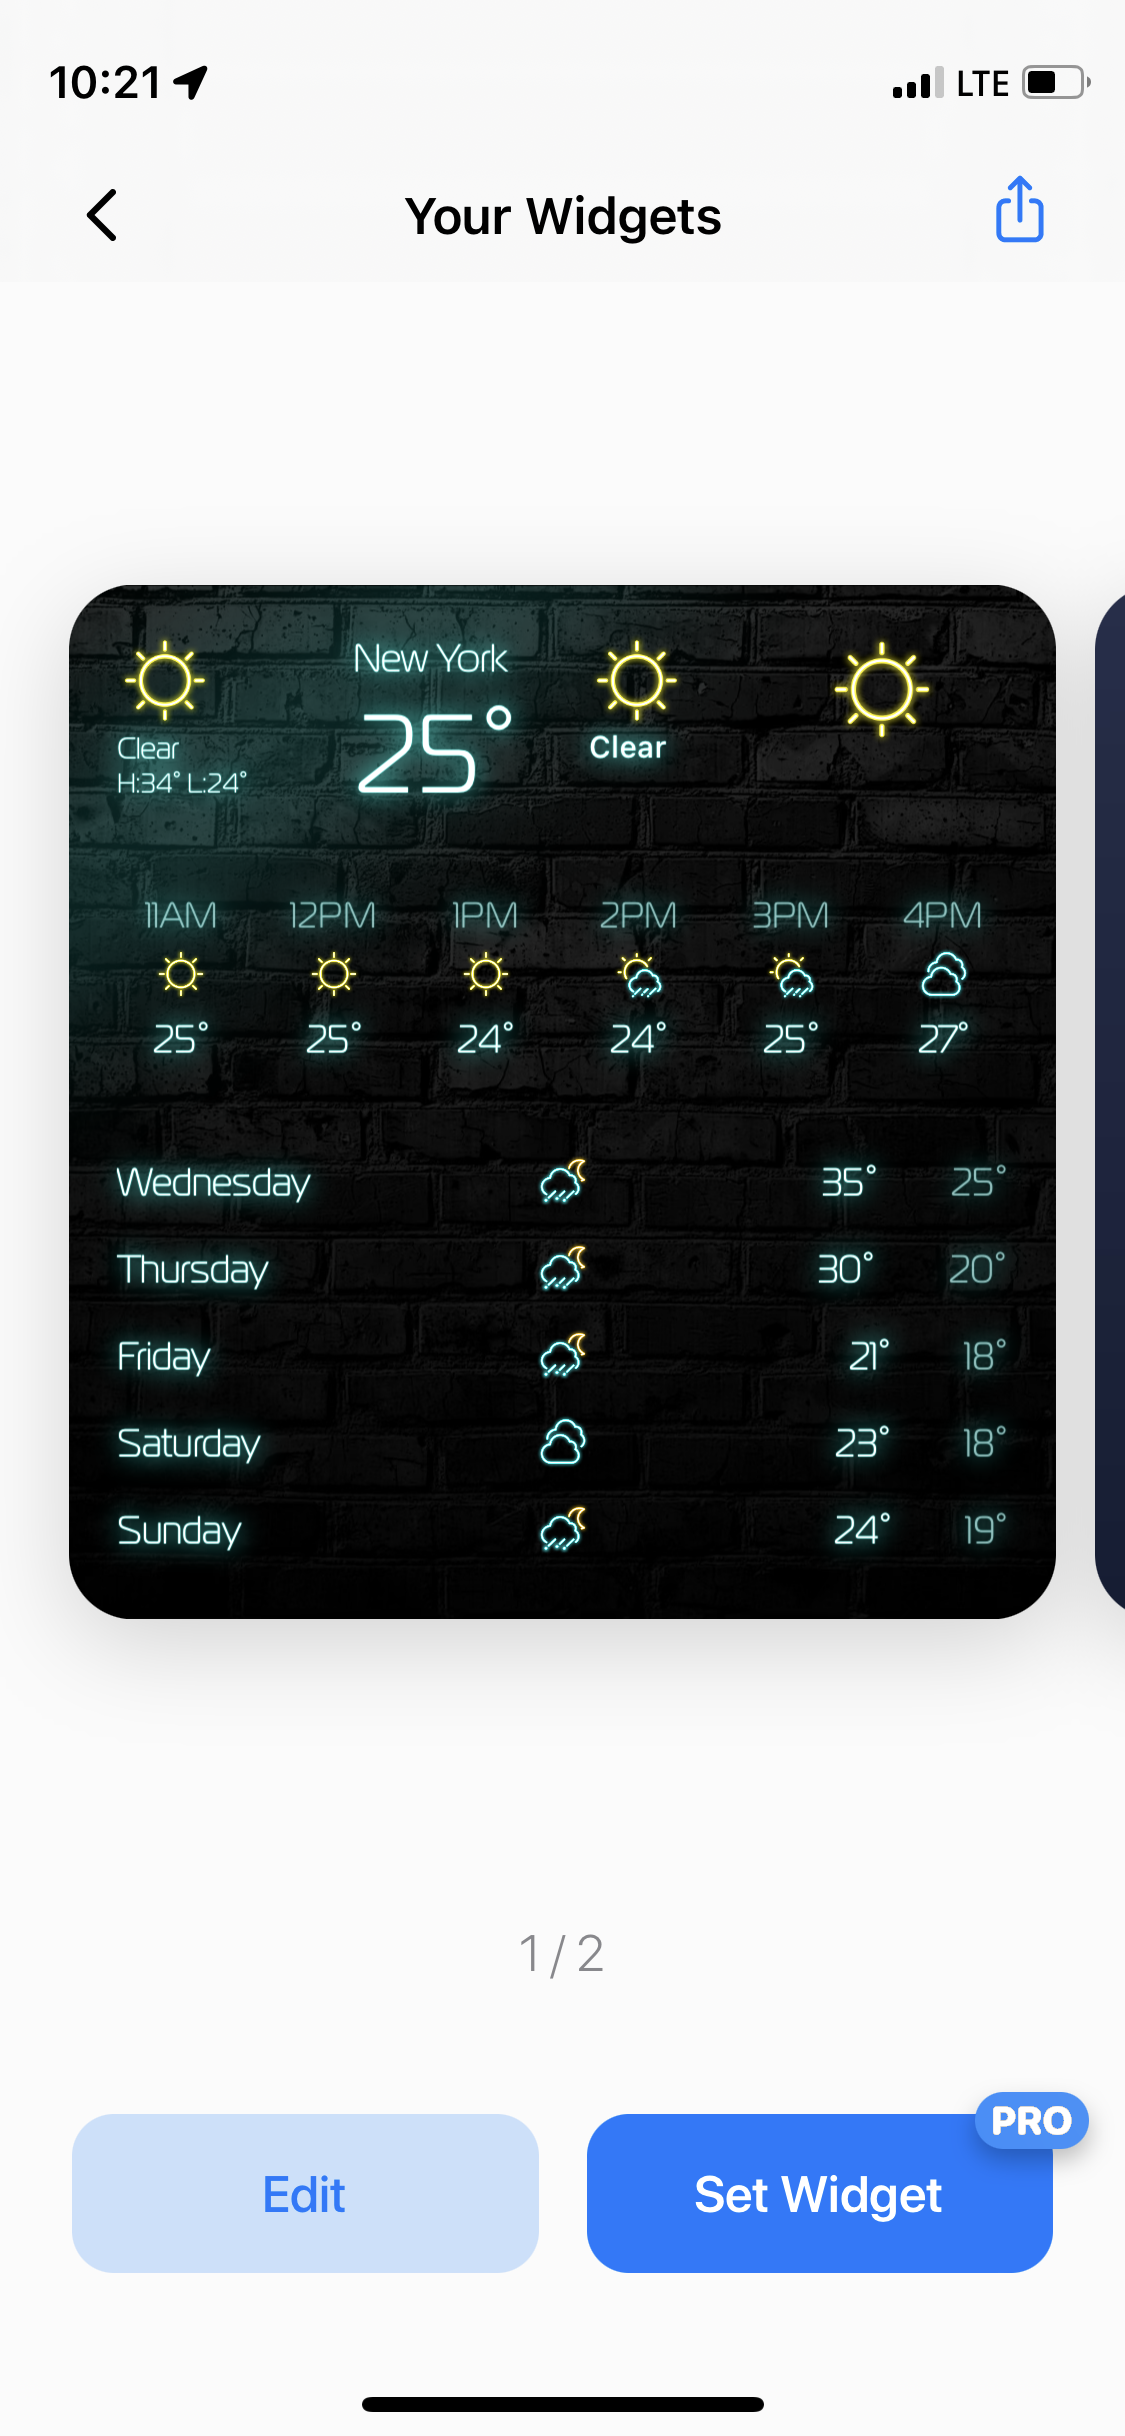 10:21 LTE
Your Widgets
New York
25°
Clear
H:34° L:24°
Clear
11AM 12PM 1PM 2PM 3PM 4PM
25° 25° 24° 24° 25° 27°
Wednesday 35° 25°
Thursday 30° 20°
Friday 21° 18°
Saturday 23° 18°
Sunday 24° 19°
1/2
PRO
Edit Set Widget